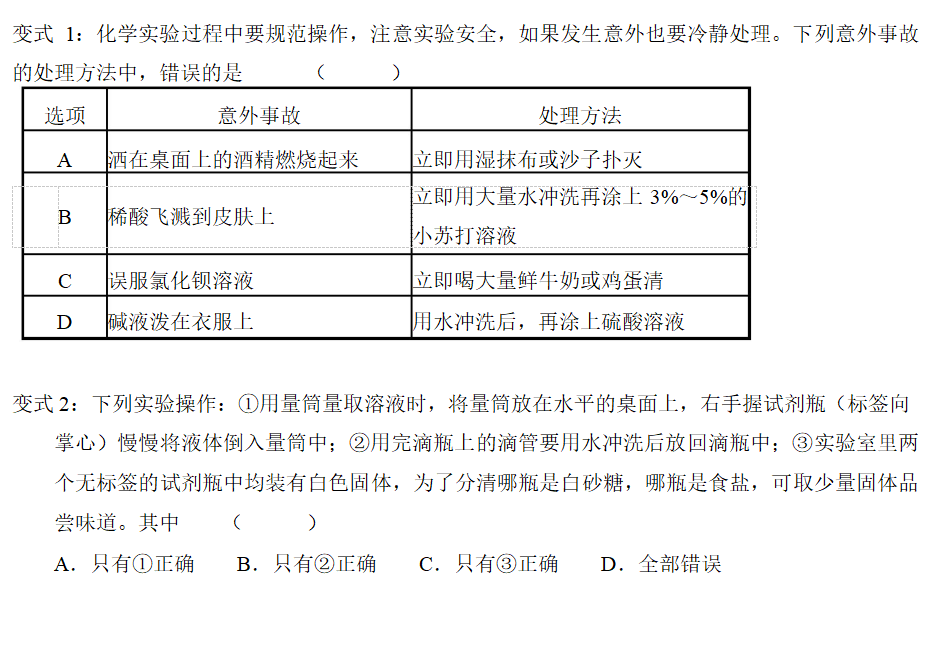 变式 1：化学实验过程中要规范操作，注意实验安全，如果发生意外也要冷静处理。下列意外事故
的处理方法中，错误的是 （ ）
选项 意外事故 处理方法
A 洒在桌面上的酒精燃烧起来 立即用湿抹布或沙子扑灭
B 稀酸飞溅到皮肤上 立即用大量水冲洗再涂上 3%～5%的
小苏打溶液
C 误服氯化钡溶液 立即喝大量鲜牛奶或鸡蛋清
D 碱液泼在衣服上 用水冲洗后，再涂上硫酸溶液
变式 2：下列实验操作：①用量筒量取溶液时，将量筒放在水平的桌面上，右手握试剂瓶（标签向
掌心）慢慢将液体倒入量筒中；②用完滴瓶上的滴管要用水冲洗后放回滴瓶中；③实验室里两
个无标签的试剂瓶中均装有白色固体，为了分清哪瓶是白砂糖，哪瓶是食盐，可取少量固体品
尝味道。其中 （ ）
A．只有①正确 B．只有②正确 C．只有③正确 D．全部错误